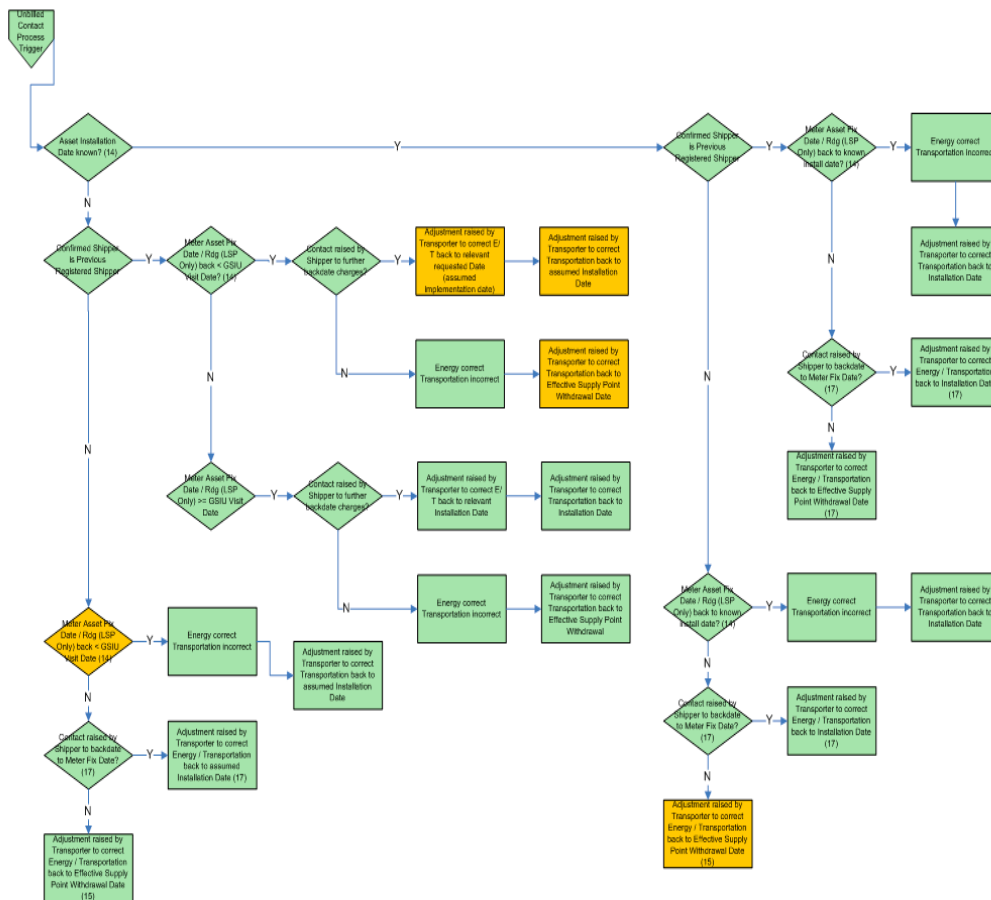 Unbilled
Contact
Process
Trigger
Asset Installation
Date known? (14)
Y
Confirmed Shipper
is Previous
Registered Shipper
Y
Meter Asset Fix
Date / Rdg (LSP
Only) back to known
install date? (14)
Y
Energy correct
Transportation incorrect
N
Confirmed Shipper
is Previous
Registered Shipper
Y
Meter Asset Fix
Date / Rdg (LSP
Only) back < GSIU
Visit Date? (14)
Y
Contact raised by
Shipper to further
backdate charges?
Y
Adjustment raised by
Transporter to correct E/
T back to relevant
requested Date
(assumed
implementation date)
Adjustment raised by
Transporter to correct
Transportation back to
assumed Installation
Date
N
Adjustment raised by
Transporter to correct
Transportation back to
Installation Date
N
Energy correct
Transportation incorrect
Adjustment raised by
Transporter to correct
Transportation back to
Effective Supply Point
Withdrawal Date
N
N
Contact raised by
Shipper to backdate
to Meter Fix Date?
(17)
Y
Adjustment raised by
Transporter to correct
Energy / Transportation
back to Installation Date
(17)
N
Adjustment raised by
Transporter to correct
Energy / Transportation
back to Effective Supply
Point Withdrawal Date
(17)
N
Meter Asset Fix
Date / Rdg (LSP
Only) >= GSIU Visit
Date
Y
Contact raised by
Shipper to further
backdate charges?
Y
Adjustment raised by
Transporter to correct E/
T back to relevant
Installation Date
Adjustment raised by
Transporter to correct
Transportation back to
Installation Date
N
Energy correct
Transportation incorrect
Adjustment raised by
Transporter to correct
Transportation back to
Effective Supply Point
Withdrawal
Meter Asset Fix
Date / Rdg (LSP
Only) back to known
install date? (14)
Y
Energy correct
Transportation incorrect
Adjustment raised by
Transporter to correct
Transportation back to
Installation Date
N
Meter Asset Fix
Date / Rdg (LSP
Only) back < GSIU
Visit Date (14)
Y
Energy correct
Transportation incorrect
Adjustment raised by
Transporter to correct
Transportation back to
assumed Installation
Date
N
Contact raised by
Shipper to backdate
to Meter Fix Date?
(17)
Y
Adjustment raised by
Transporter to correct
Energy / Transportation
back to Installation Date
(17)
N
Contact raised by
Shipper to backdate
to Meter Fix Date?
(17)
Y
Adjustment raised by
Transporter to correct
Energy / Transportation
back to assumed
Installation Date (17)
N
Adjustment raised by
Transporter to correct
Energy / Transportation
back to Effective Supply
Point Withdrawal Date
(15)
N
Adjustment raised by
Transporter to correct
Energy / Transportation
back to Effective Supply
Point Withdrawal Date
(15)